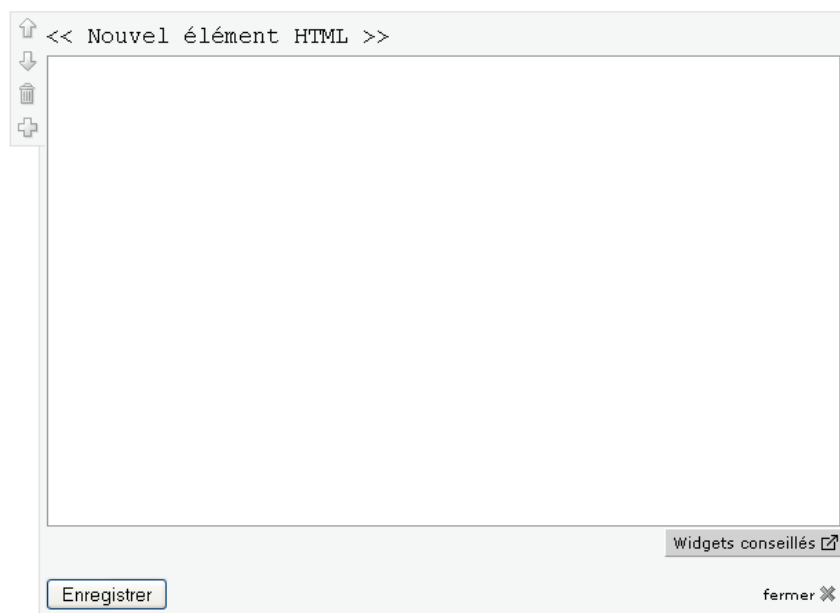 << Nouvel élément HTML >>
Widgets conseillés
Enregistrer
fermer